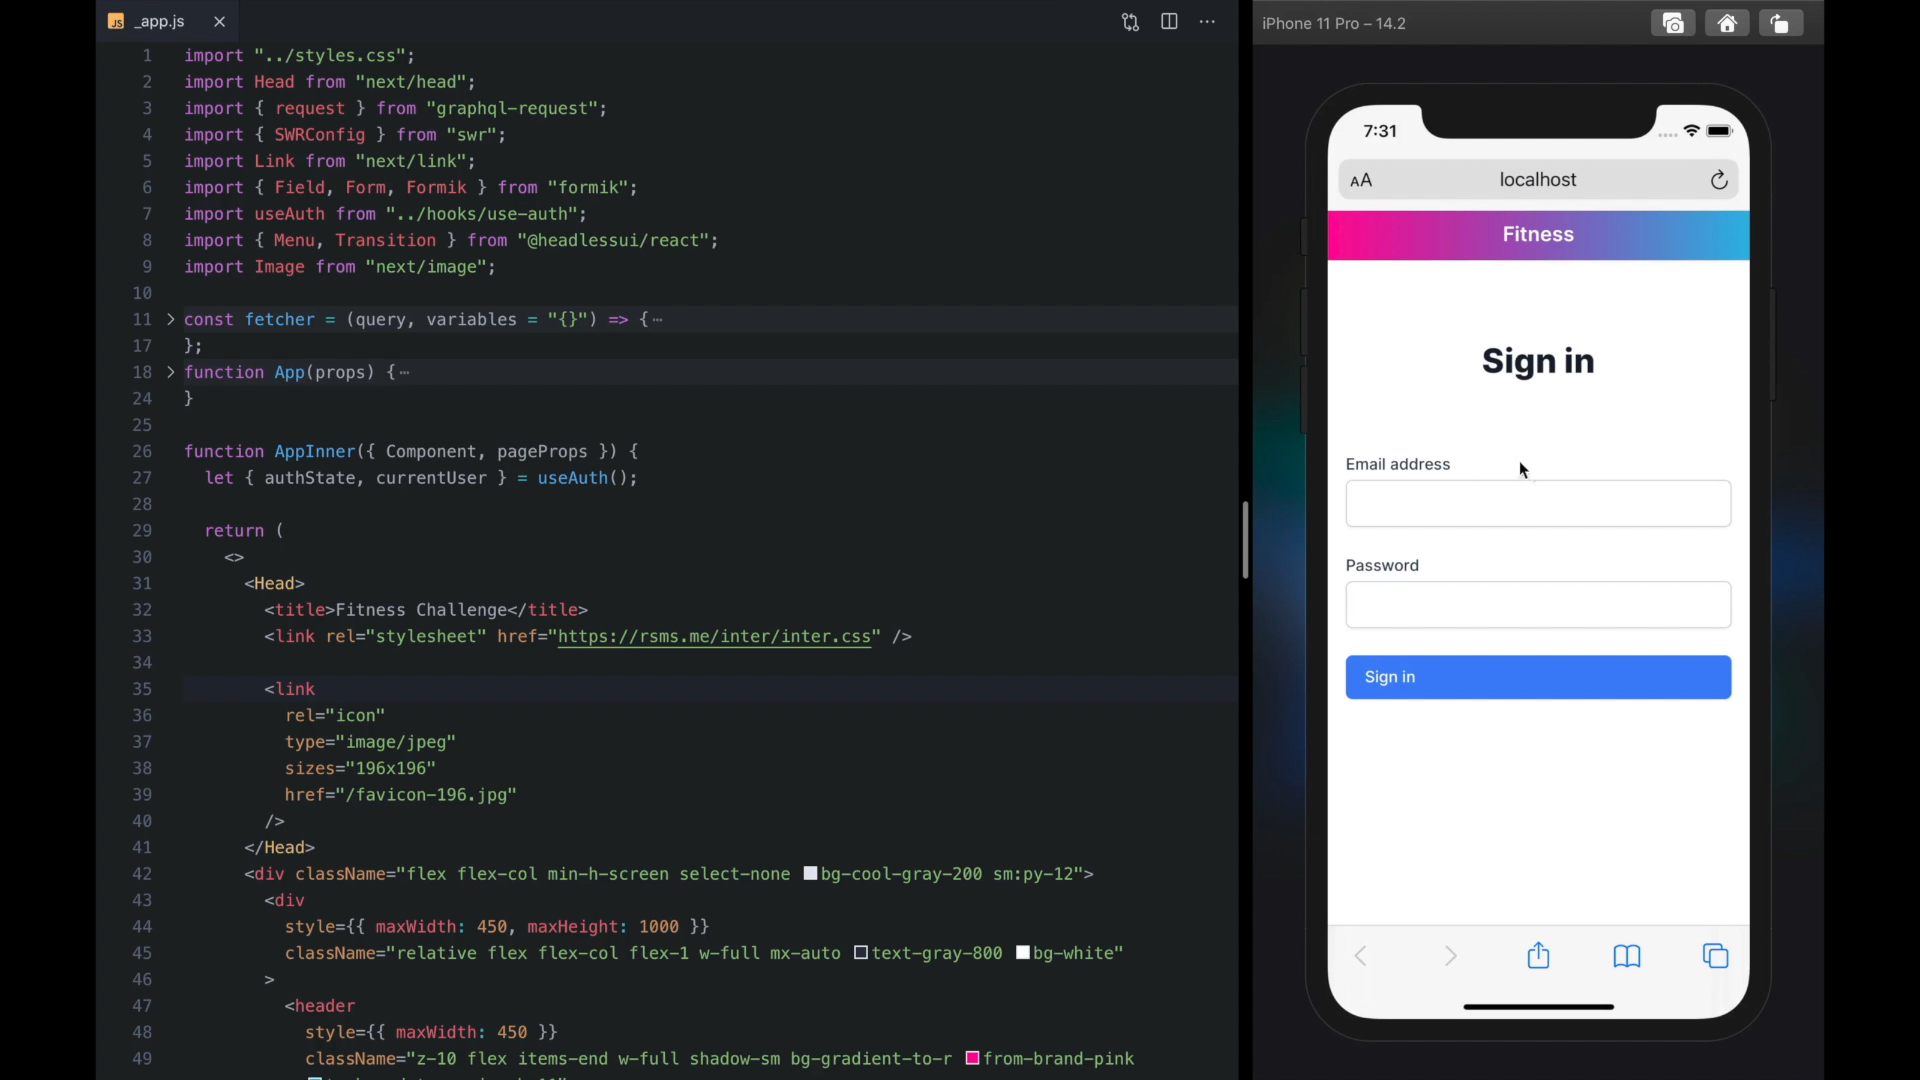 JS _app.js
1 import "../styles.css";
2 import Head from "next/head";
3 import { request } from "graphql-request";
4 import { SWRConfig } from "swr";
5 import Link from "next/link";
6 import { Field, Form, Formik } from "formik";
7 import useAuth from "../hooks/use-auth";
8 import { Menu, Transition } from "@headlessui/react";
9 import Image from "next/image";
10
11 const fetcher = (query, variables = "{}") => {⋯
17 };
18 function App(props) {⋯
24 }
25
26 function AppInner({ Component, pageProps }) {
27 let { authState, currentUser } = useAuth();
28
29 return (
30 <>
31 <Head>
32 <title>Fitness Challenge</title>
33 <link rel="stylesheet" href="https://rsms.me/inter/inter.css" />
34
35 <link
36 rel="icon"
37 type="image/jpeg"
38 sizes="196x196"
39 href="/favicon-196.jpg"
40 />
41 </Head>
42 <div className="flex flex-col min-h-screen select-none bg-cool-gray-200 sm:py-12">
43 <div
44 style={{ maxWidth: 450, maxHeight: 1000 }}
45 className="relative flex flex-col flex-1 w-full mx-auto text-gray-800 bg-white"
46 >
47 <header
48 style={{ maxWidth: 450 }}
49 className="z-10 flex items-end w-full shadow-sm bg-gradient-to-r from-brand-pink
iPhone 11 Pro – 14.2
7:31
AA localhost
Fitness
Sign in
Email address
Password
Sign in